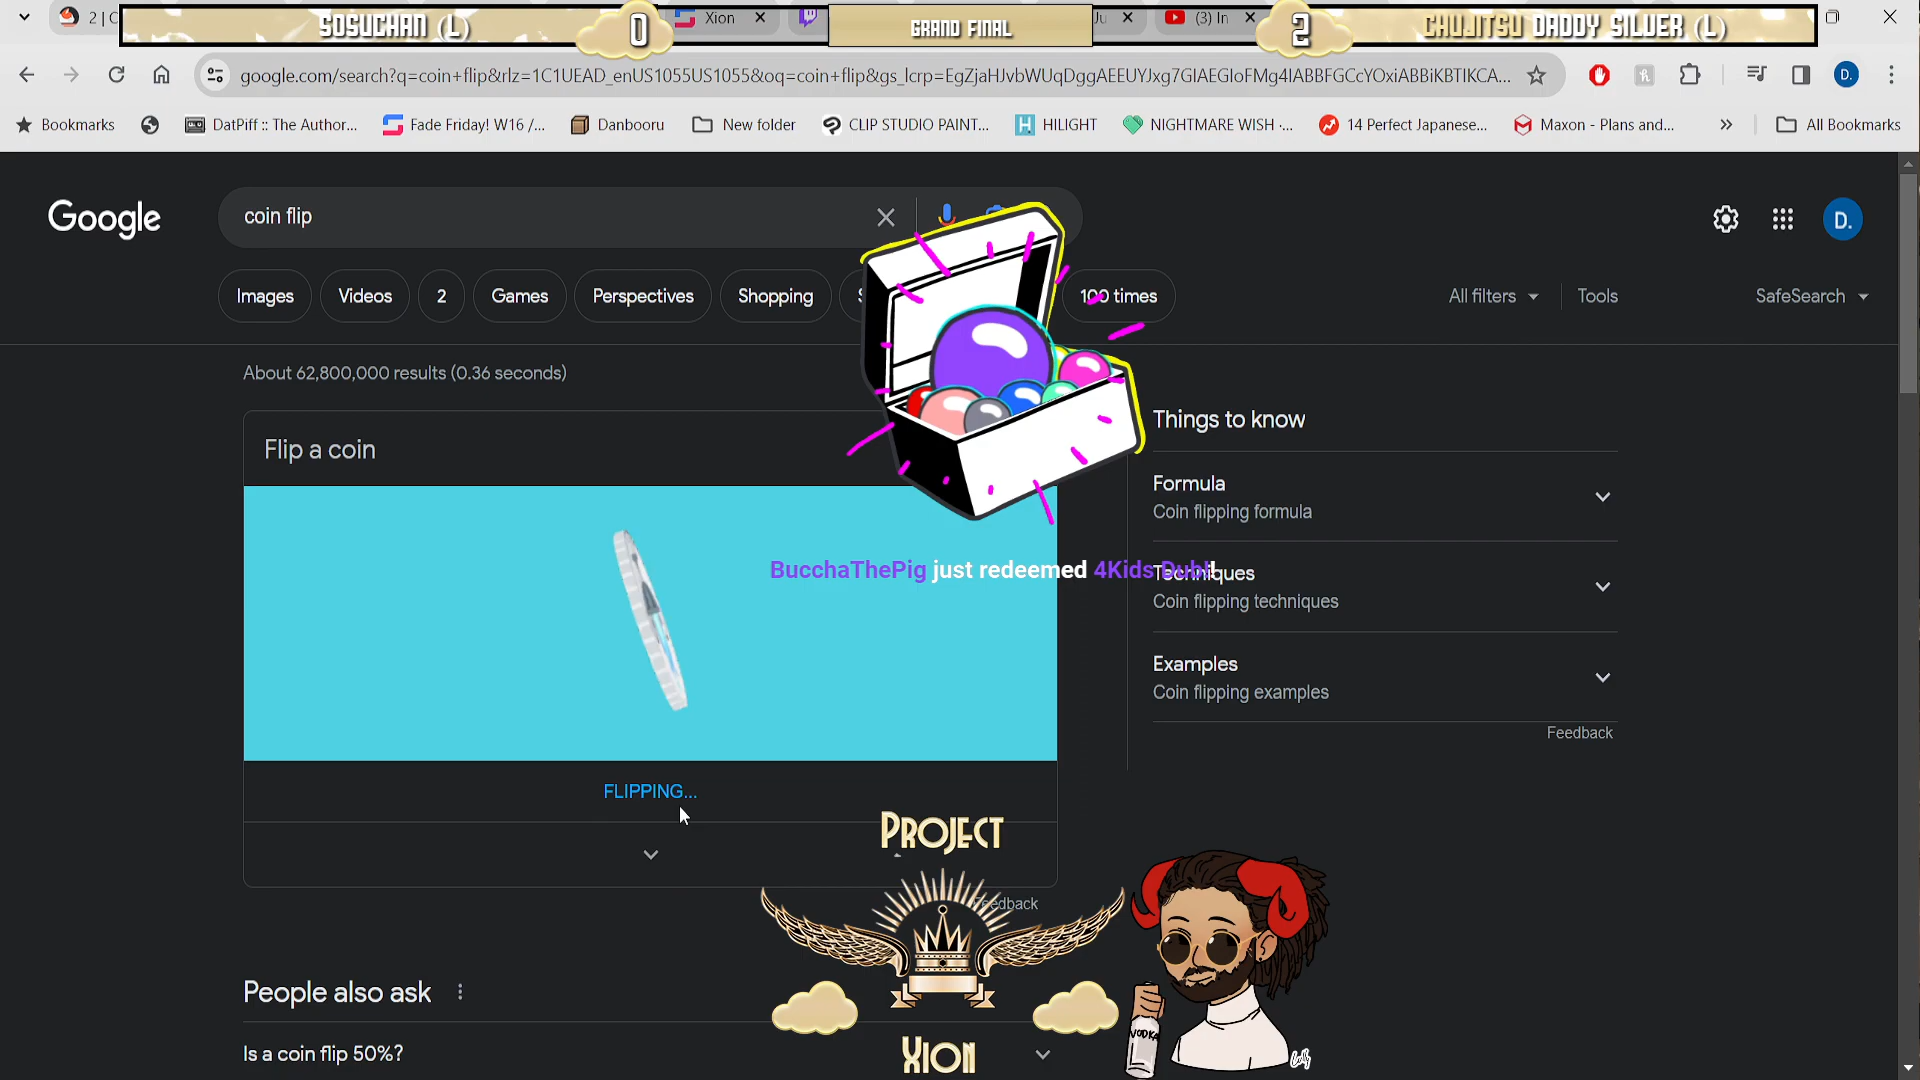 SOSUCHAN (L)
0
GRAND FINAL
2
CHUJITSU DADDY SILVER (L)
Xion
(3) In
google.com/search?q=coin+flip&rlz=1C1UEAD_enUS1055US1055&oq=coin+flip&gs_lcrp=EgZjaHJvbWUqDggAEEUYJxg7GIAEGIoFMg4IABBFGCcYOxiABBiKBTIKCA...
D.
Bookmarks
DatPiff :: The Author...
Fade Friday! W16 /...
Danbooru
New folder
CLIP STUDIO PAINT...
HILIGHT
NIGHTMARE WISH -...
14 Perfect Japanese...
Maxon - Plans and...
All Bookmarks
Google
coin flip
D.
Images
Videos
2
Games
Perspectives
Shopping
100 times
All filters
Tools
SafeSearch
About 62,800,000 results (0.36 seconds)
Flip a coin
Things to know
Formula
Coin flipping formula
BucchaThePig just redeemed 4Kids Dub!
Techniques
Coin flipping techniques
Examples
Coin flipping examples
Feedback
FLIPPING...
PROJECT
Feedback
VODKA
People also ask
Is a coin flip 50%?
XION